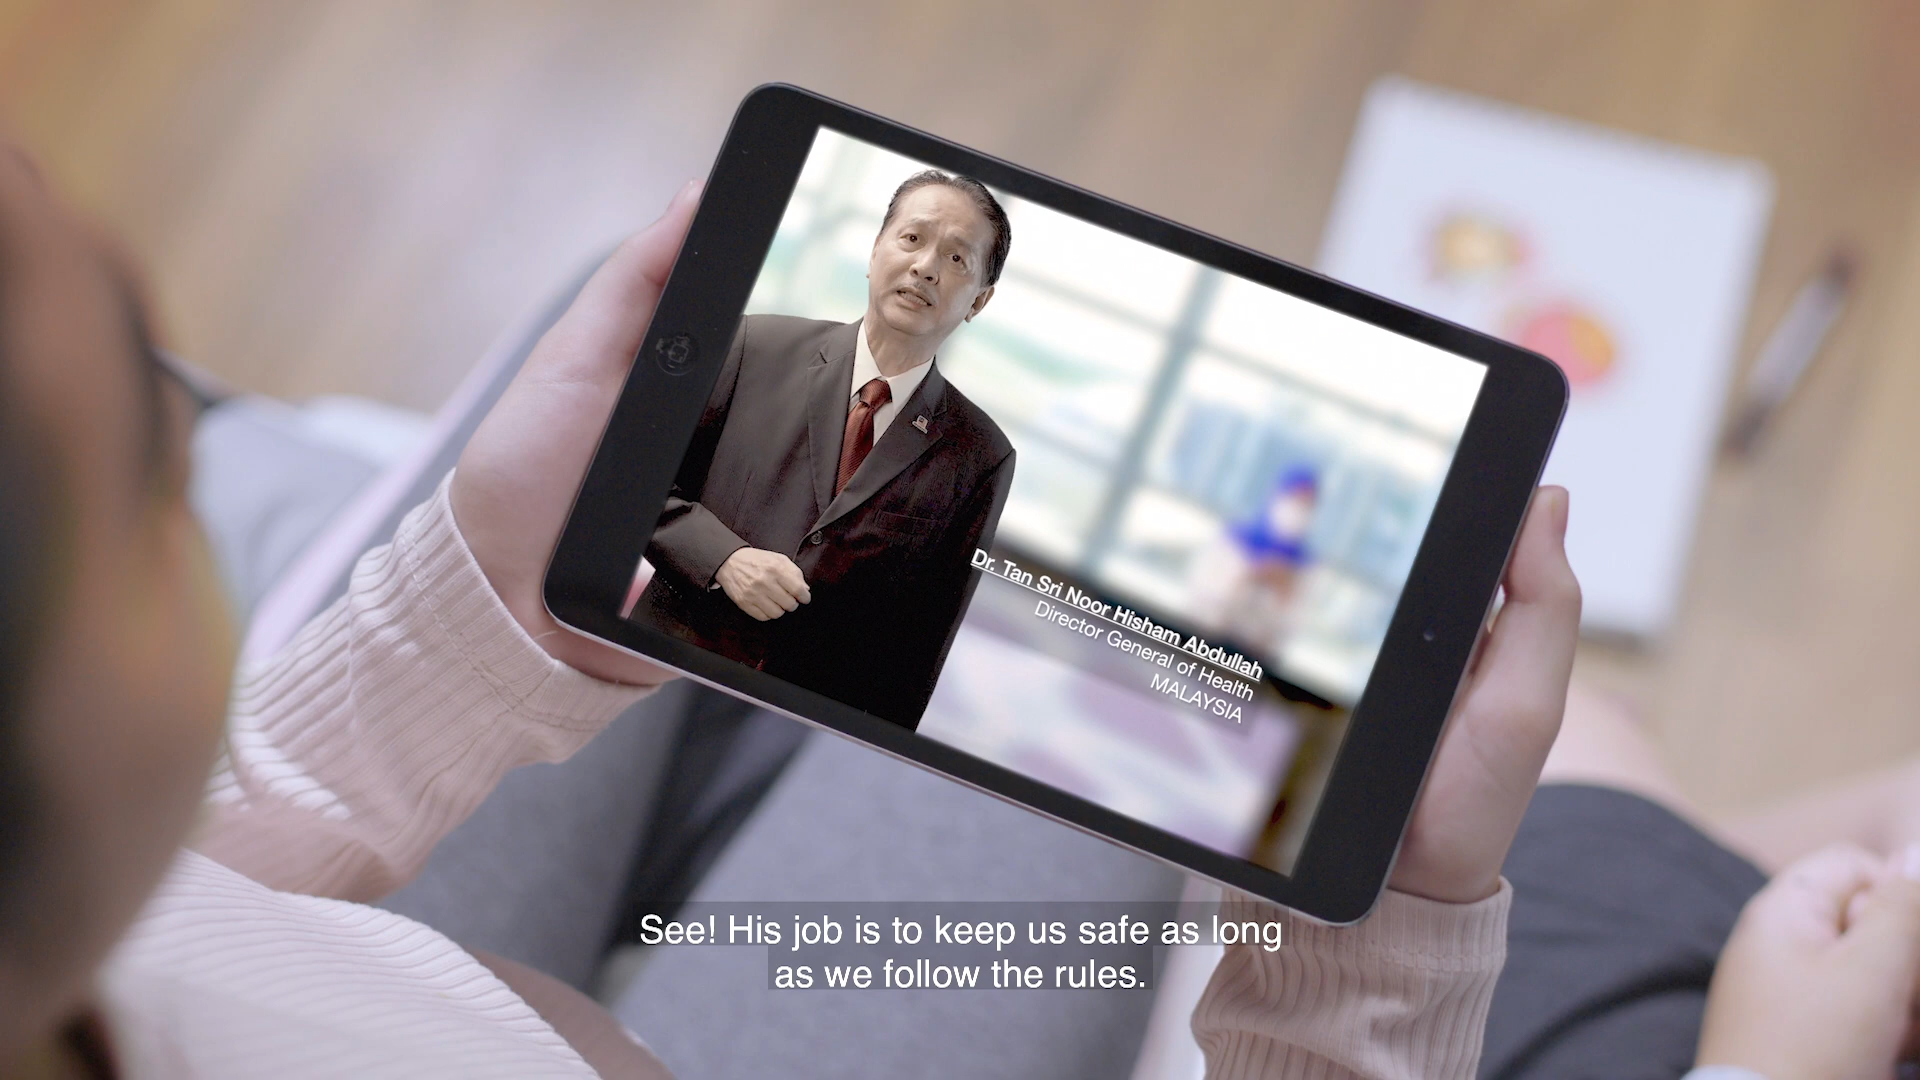 Dr. Tan Sri Noor Hisham Abdullah
Director General of Health
MALAYSIA
See! His job is to keep us safe as long
as we follow the rules.